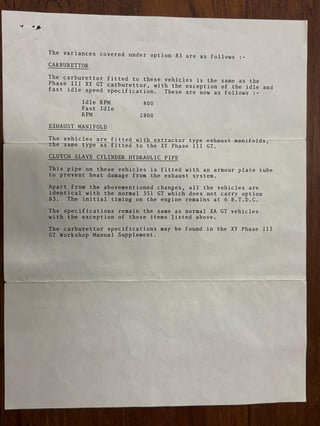 The variances covered under option 83 are as follows :-
CARBURETTOR
The carburettor fitted to these vehicles is the same as the
Phase III XY GT carburettor, with the exception of the idle and
fast idle speed specification. These are now as follows :-
Idle RPM 800
Fast Idle
RPM 2800
EXHAUST MANIFOLD
The vehicles are fitted with extractor type exhaust manifolds,
the same type as fitted to the XY Phase III GT.
CLUTCH SLAVE CYLINDER HYDRAULIC PIPE
This pipe on these vehicles is fitted with an armour plate tube
to prevent heat damage from the exhaust system.
Apart from the abovementioned changes, all the vehicles are
identical with the normal 351 GT which does not carry option
83. The initial timing on the engine remains at 6 B.T.D.C.
The specifications remain the same as normal XA GT vehicles
with the exception of those items listed above.
The carburettor specifications may be found in the XY Phase III
GT Workshop Manual Supplement.